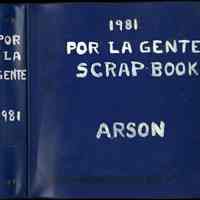 POR
LA
GENTE
1981
1981
POR LA GENTE
SCRAP BOOK
ARSON